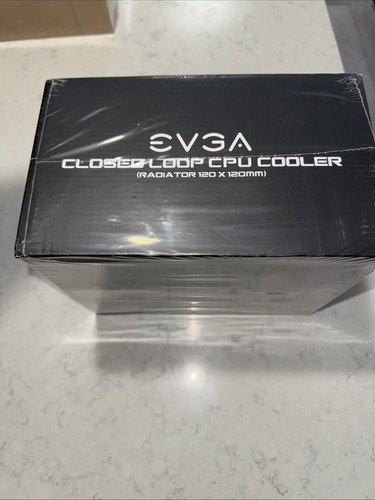 EVGA
CLOSED LOOP CPU COOLER
(RADIATOR 120 X 120mm)